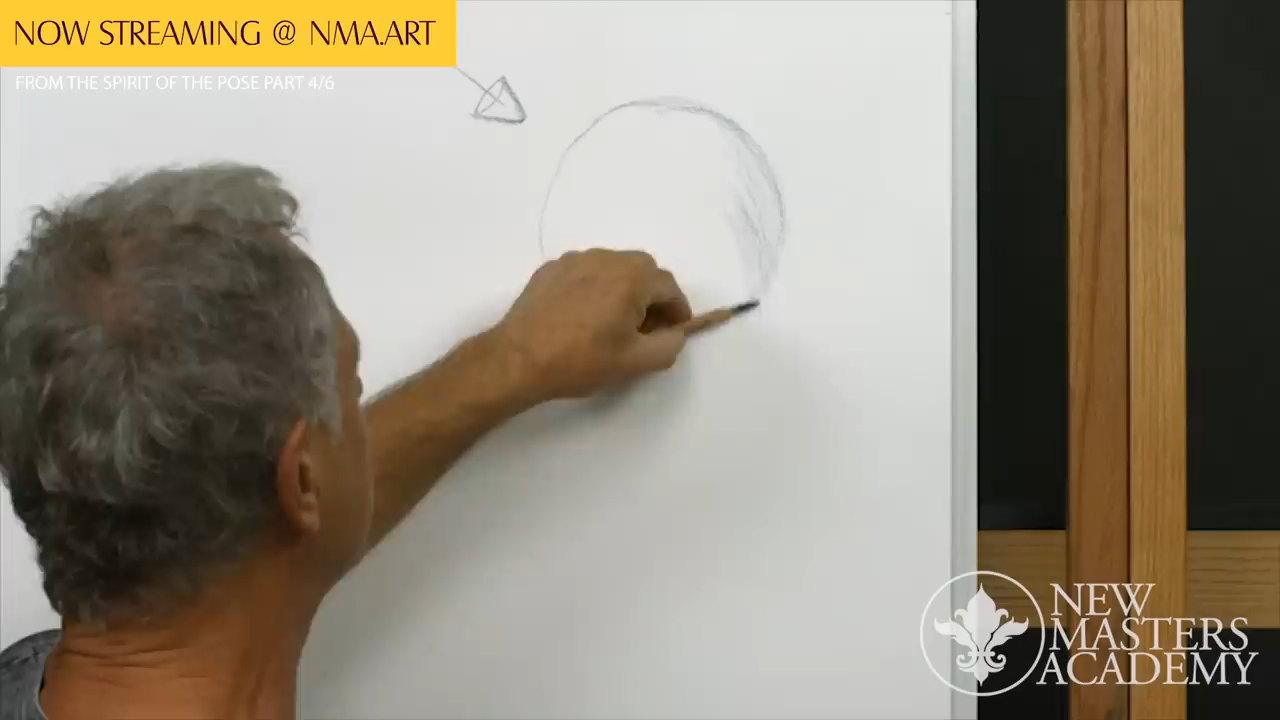 NOW STREAMING @ NMA.ART
FROM THE SPIRIT OF THE POSE PART 4/6
NEW
MASTERS
ACADEMY